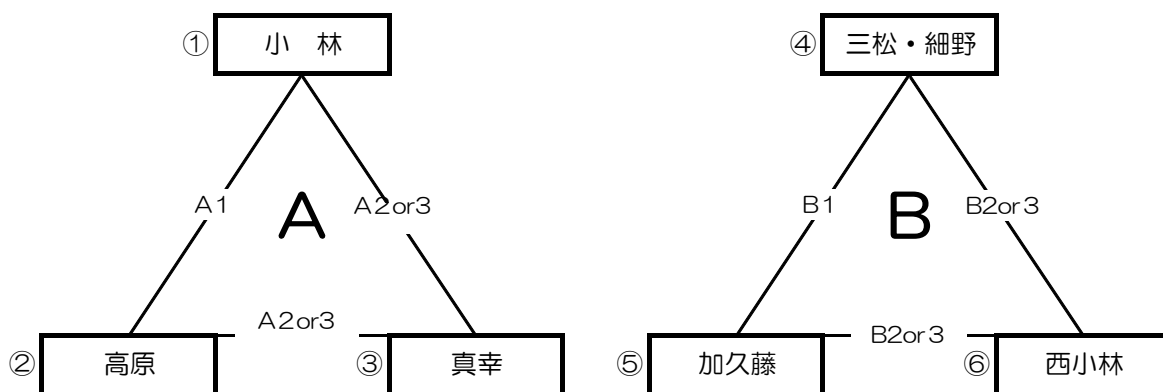 ① 小　林
④ 三松・細野
A1
A
A2or3
B1
B
B2or3
A2or3
B2or3
② 高原
③ 真幸
⑤ 加久藤
⑥ 西小林